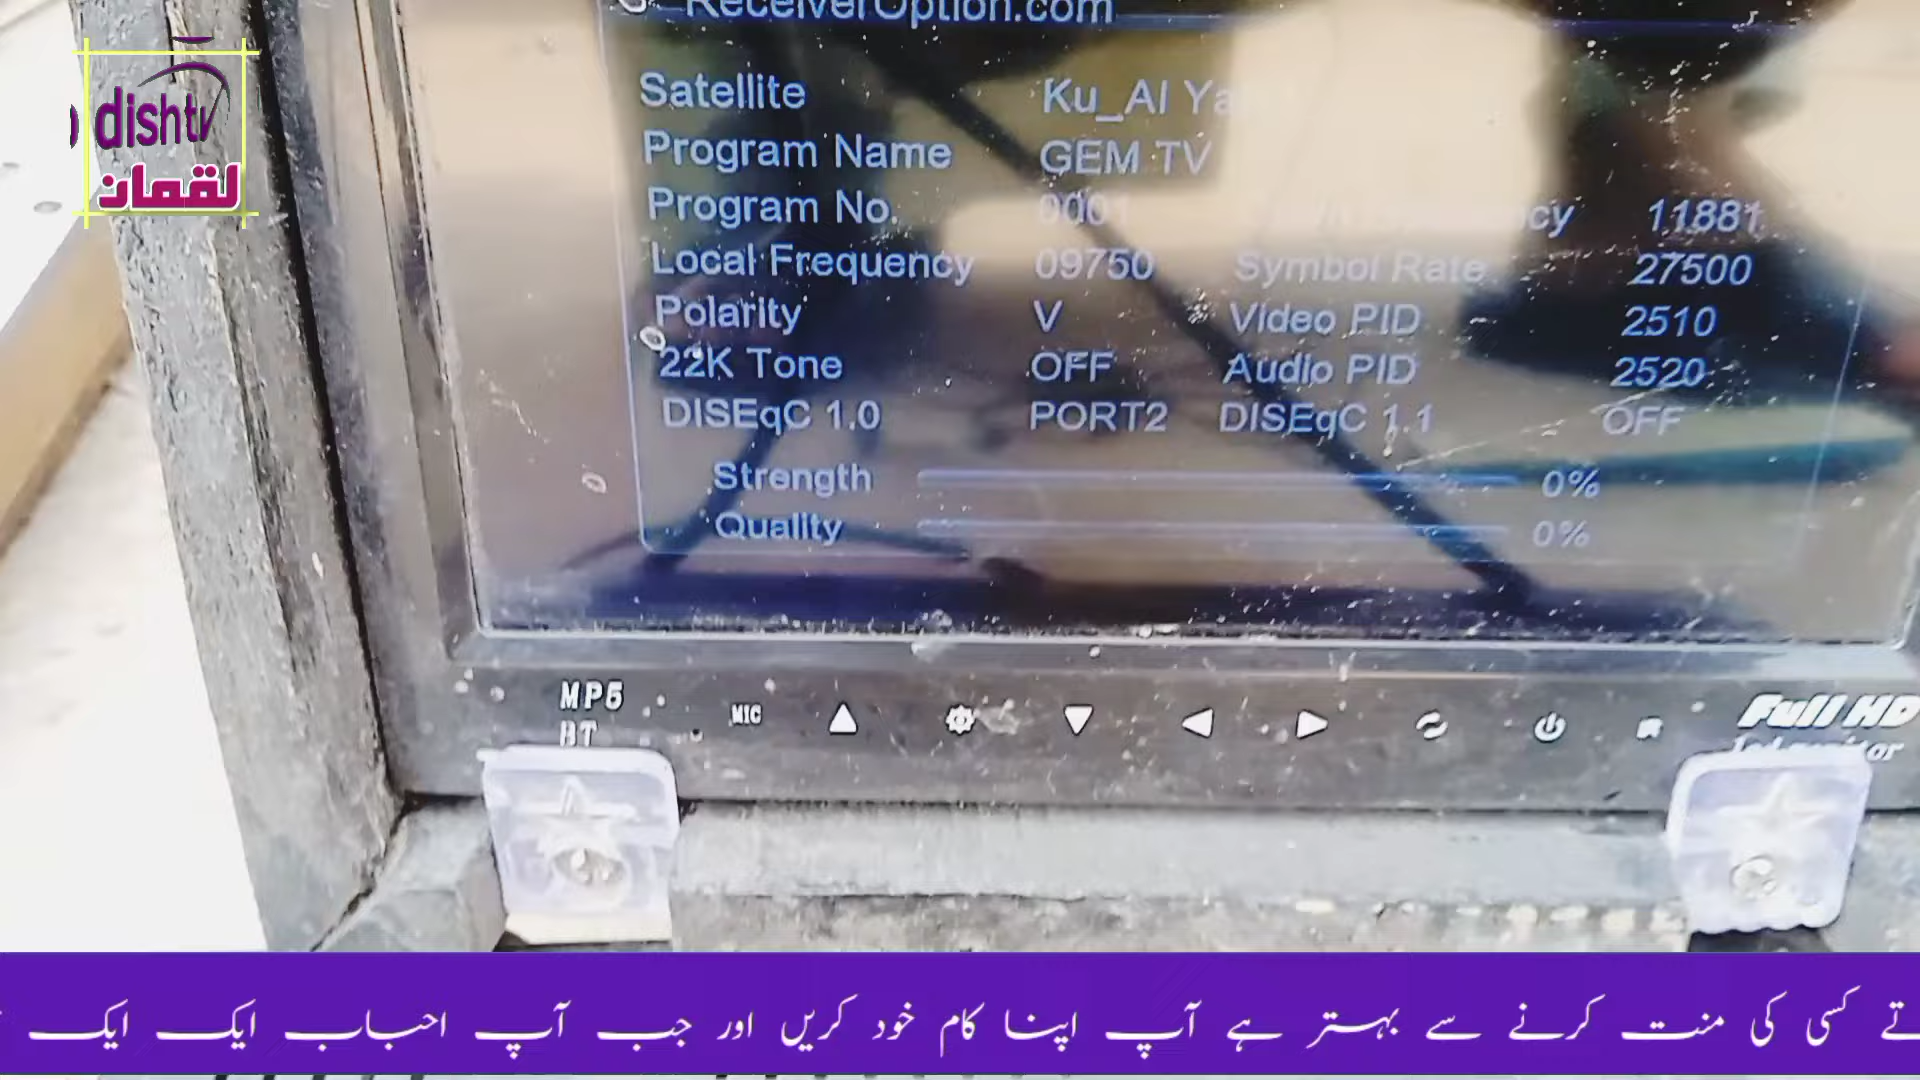 ReceiverOption.com
dishtv
لقمان
Satellite Ku_Al Ya
Program Name GEM TV
Program No. 0001 11881
Local Frequency 09750 Symbol Rate 27500
Polarity V Video PID 2510
22K Tone OFF Audio PID 2520
DISEqC 1.0 PORT2 DISEqC 1.1 OFF
Strength 0%
Quality 0%
MP5 MIC Full HD
BT Led monitor
کسی کی منت کرنے سے بہتر ہے آپ اپنا کام خود کریں اور جب آپ احباب ایک ایک